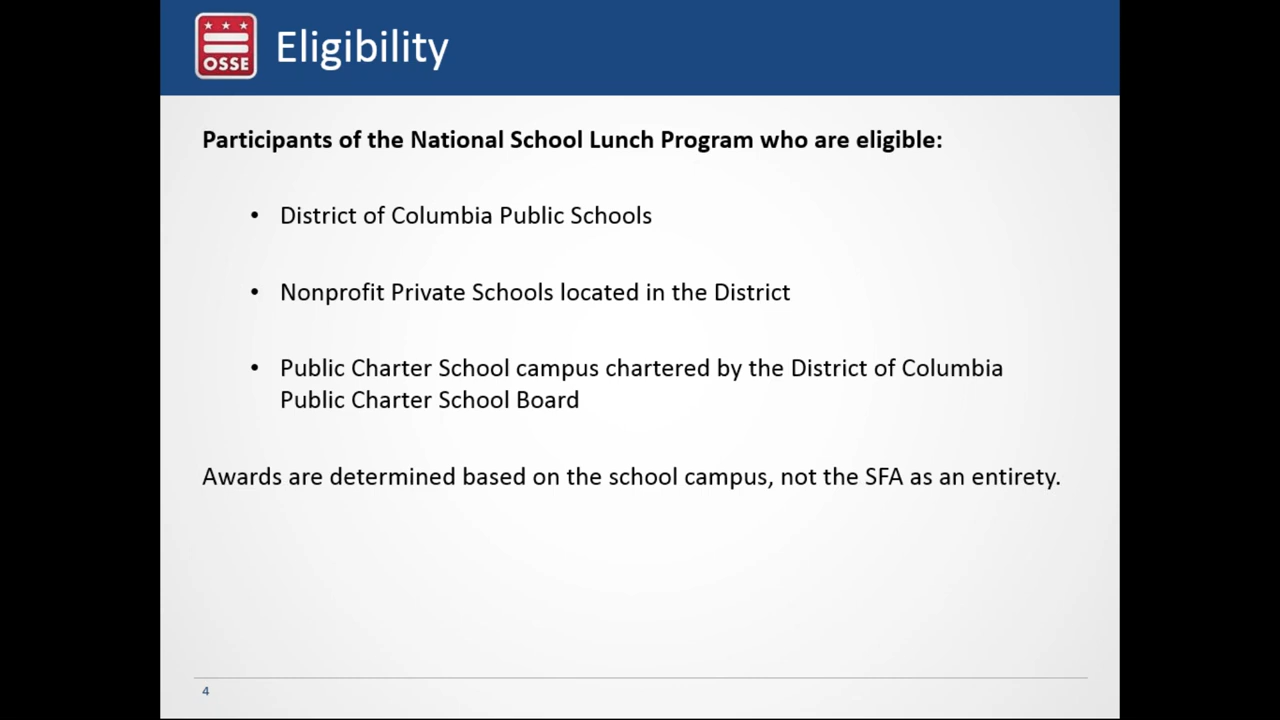 OSSE
Eligibility
Participants of the National School Lunch Program who are eligible:
• District of Columbia Public Schools
• Nonprofit Private Schools located in the District
• Public Charter School campus chartered by the District of Columbia
Public Charter School Board
Awards are determined based on the school campus, not the SFA as an entirety.
4